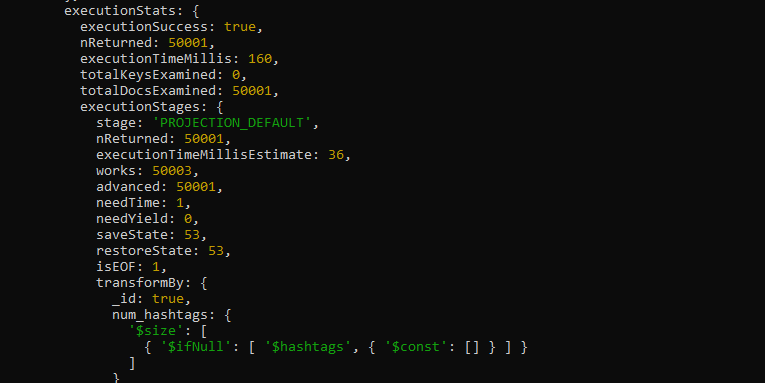 executionStats: {
executionSuccess: true,
nReturned: 50001,
executionTimeMillis: 160,
totalKeysExamined: 0,
totalDocsExamined: 50001,
executionStages: {
stage: 'PROJECTION_DEFAULT',
nReturned: 50001,
executionTimeMillisEstimate: 36,
works: 50003,
advanced: 50001,
needTime: 1,
needYield: 0,
saveState: 53,
restoreState: 53,
isEOF: 1,
transformBy: {
_id: true,
num_hashtags: {
'$size': [
{ '$ifNull': [ '$hashtags', { '$const': [] } ] }
]
}